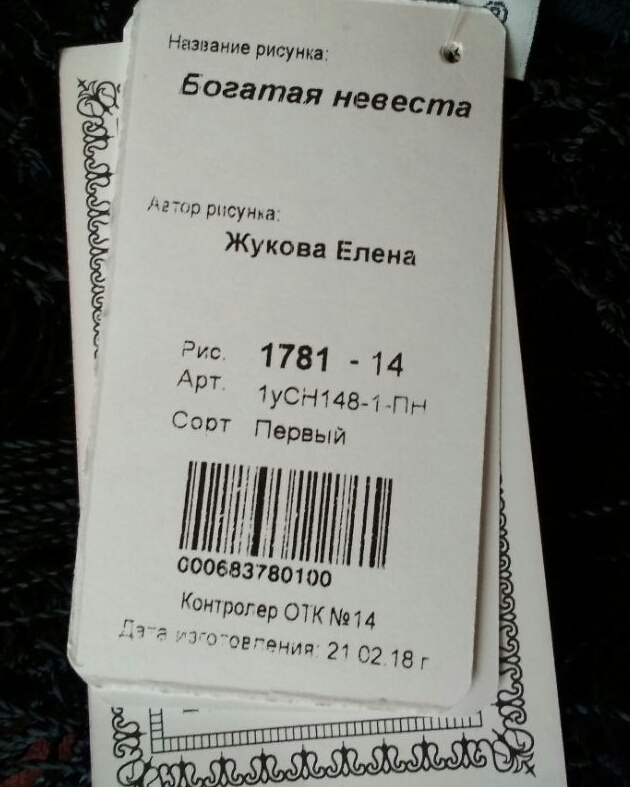 Название рисунка:
Богатая невеста
Автор рисунка:
Жукова Елена
Рис. 1781 - 14
Арт. 1уСН148-1-ПН
Сорт Первый
000683780100
Контролер ОТК №14
Дата изготовления: 21 02.18 г